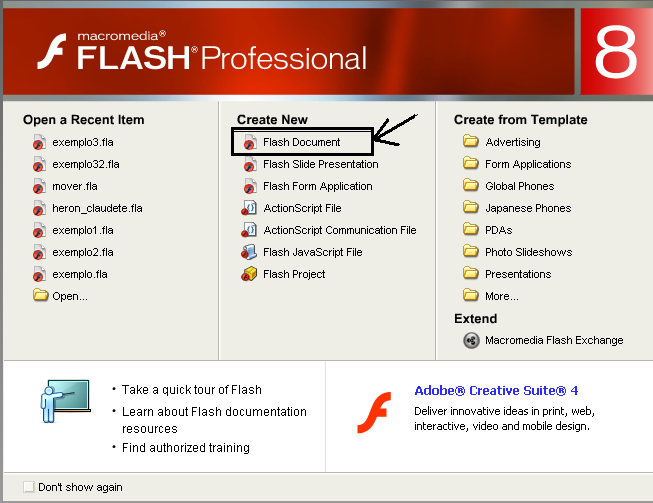 macromedia®
FLASH® Professional
8
Open a Recent Item
exemplo3.fla
exemplo32.fla
mover.fla
heron_claudete.fla
exemplo1.fla
exemplo2.fla
exemplo.fla
Open...
Create New
Flash Document
Flash Slide Presentation
Flash Form Application
ActionScript File
ActionScript Communication File
Flash JavaScript File
Flash Project
Create from Template
Advertising
Form Applications
Global Phones
Japanese Phones
PDAs
Photo Slideshows
Presentations
More...
Extend
Macromedia Flash Exchange
• Take a quick tour of Flash
• Learn about Flash documentation
resources
• Find authorized training
Adobe® Creative Suite® 4
Deliver innovative ideas in print, web,
interactive, video and mobile design.
Don't show again